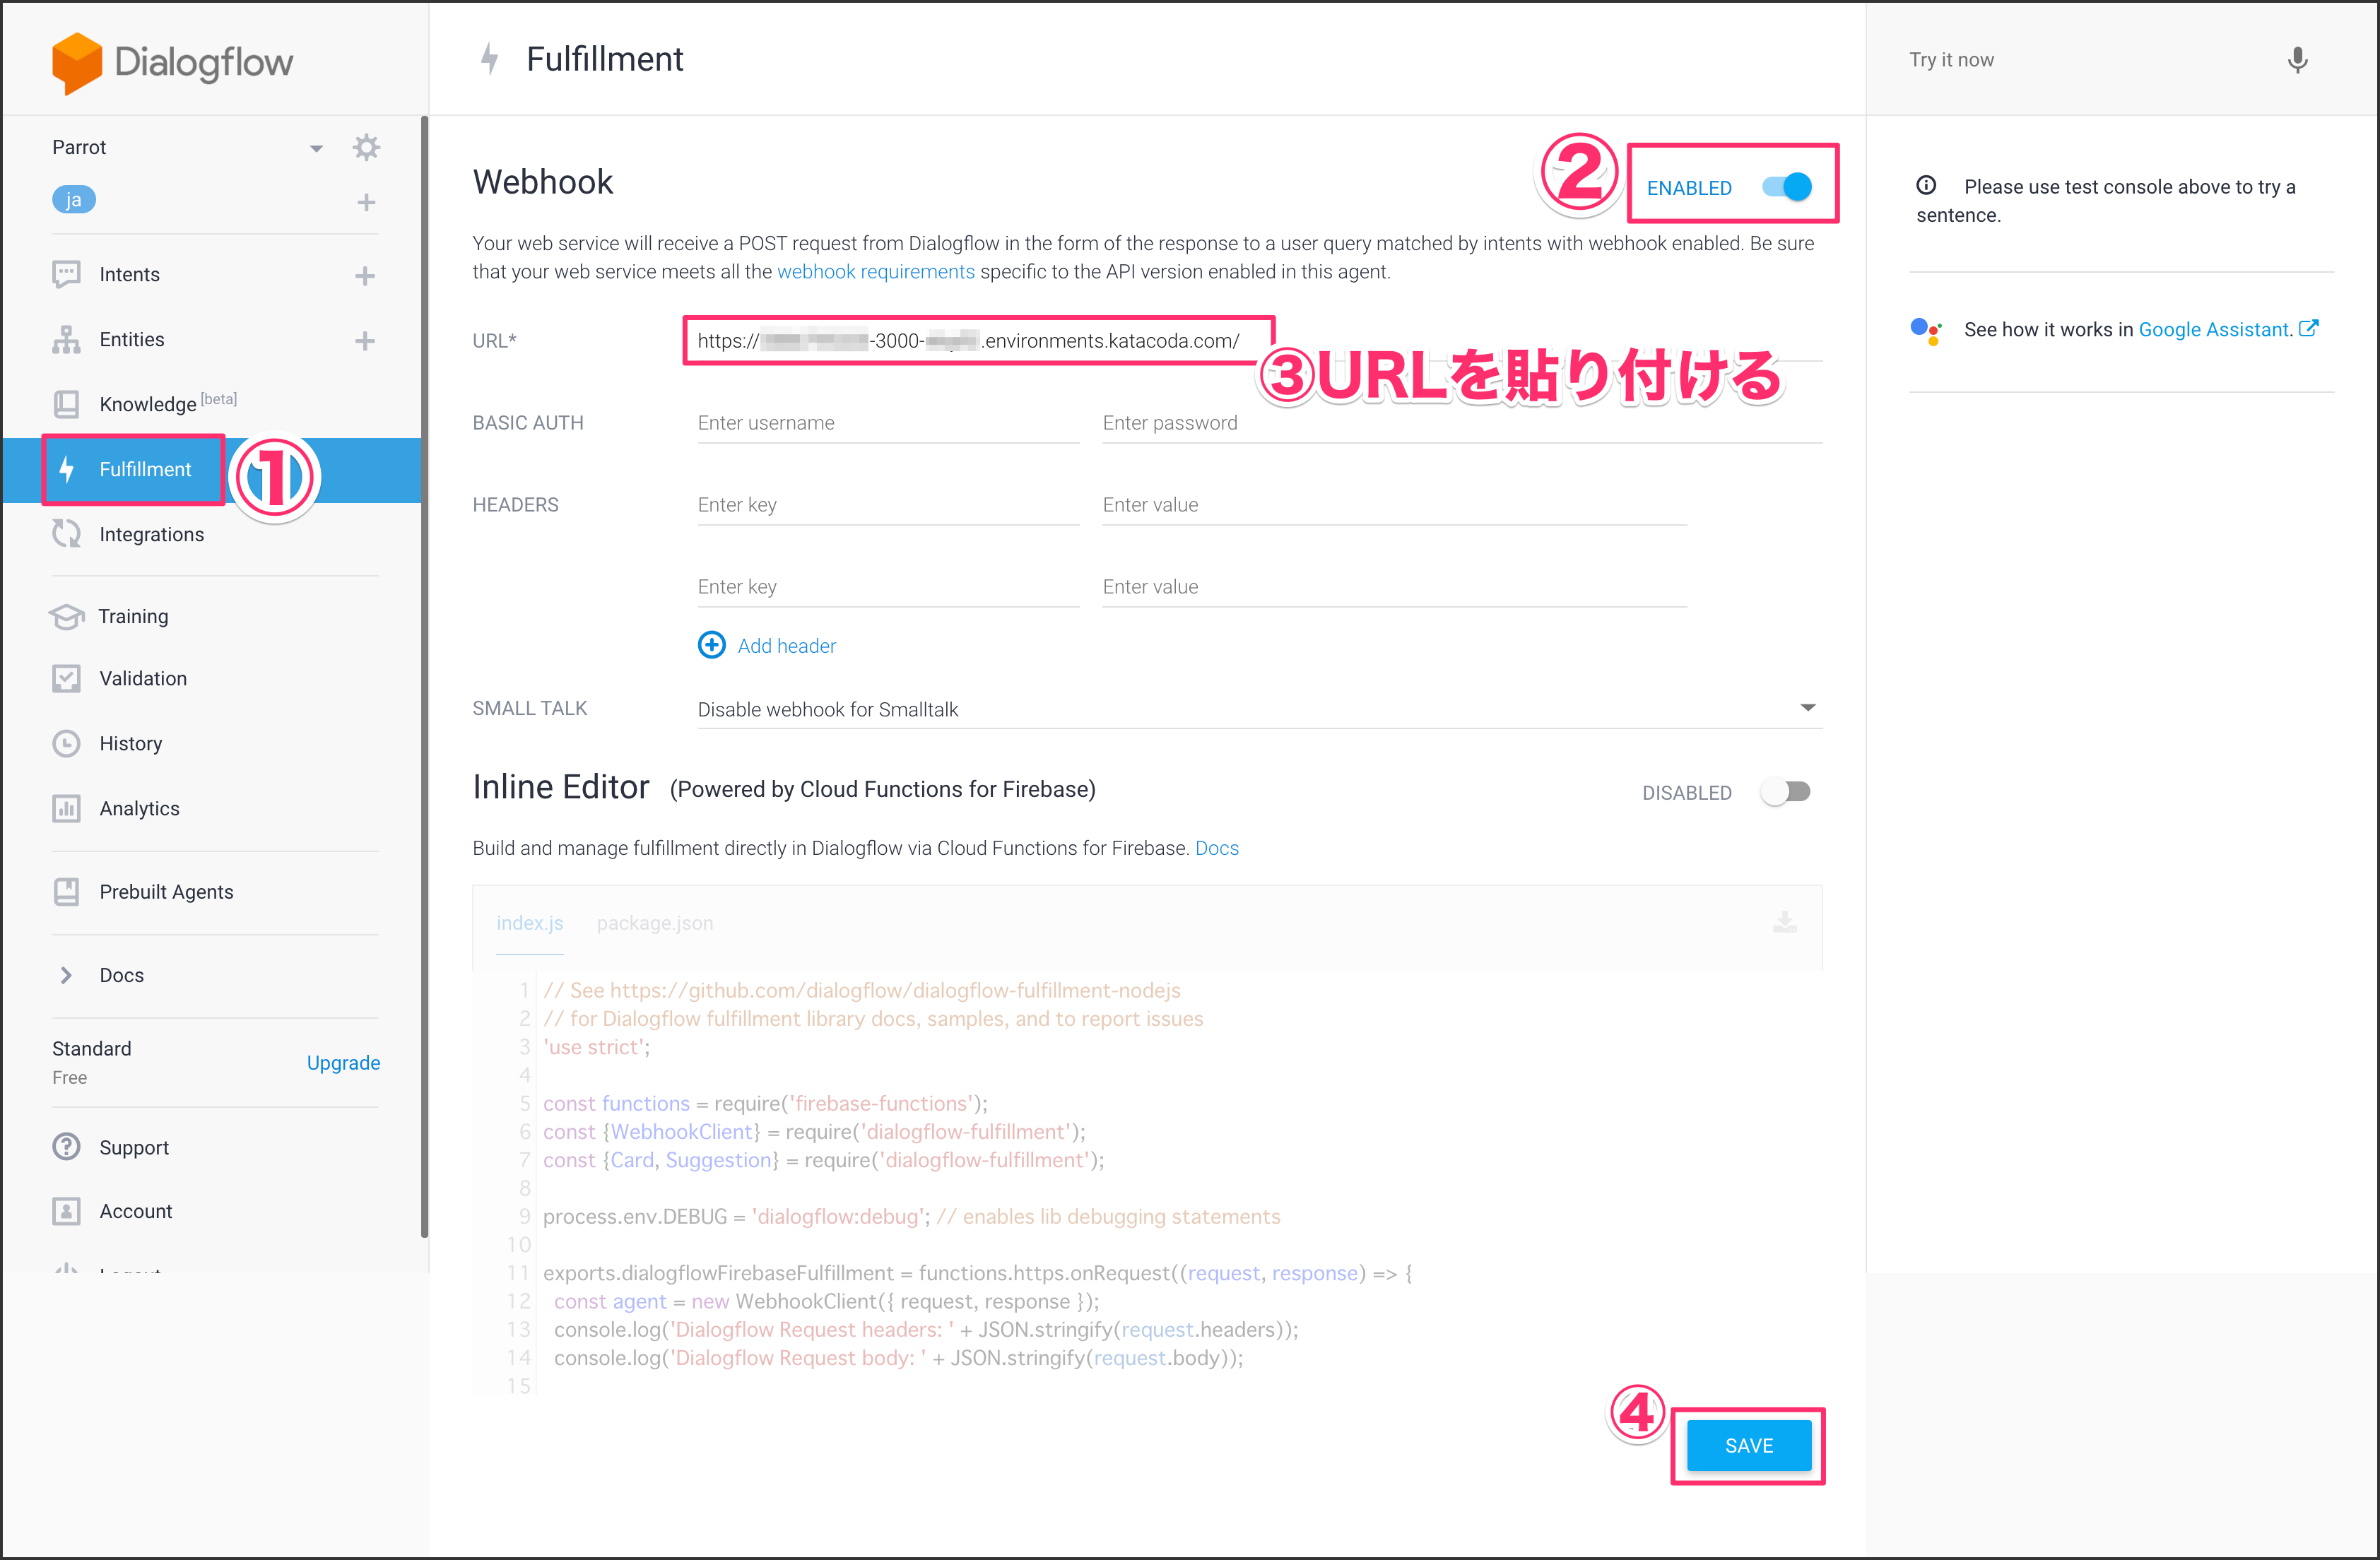 Dialogflow
Parrot
ja
Intents
Entities
Knowledge [beta]
Fulfillment
①
Integrations
Training
Validation
History
Analytics
Prebuilt Agents
Docs
Standard
Free
Upgrade
Support
Account
Fulfillment
Webhook
②
ENABLED
Your web service will receive a POST request from Dialogflow in the form of the response to a user query matched by intents with webhook enabled. Be sure
that your web service meets all the webhook requirements specific to the API version enabled in this agent.
URL*
https:// -3000- .environments.katacoda.com/
③URLを貼り付ける
BASIC AUTH Enter username Enter password
HEADERS Enter key Enter value
Enter key Enter value
Add header
SMALL TALK Disable webhook for Smalltalk
Inline Editor (Powered by Cloud Functions for Firebase) DISABLED
Build and manage fulfillment directly in Dialogflow via Cloud Functions for Firebase. Docs
index.js package.json
1 // See https://github.com/dialogflow/dialogflow-fulfillment-nodejs
2 // for Dialogflow fulfillment library docs, samples, and to report issues
3 'use strict';
4
5 const functions = require('firebase-functions');
6 const {WebhookClient} = require('dialogflow-fulfillment');
7 const {Card, Suggestion} = require('dialogflow-fulfillment');
8
9 process.env.DEBUG = 'dialogflow:debug'; // enables lib debugging statements
10
11 exports.dialogflowFirebaseFulfillment = functions.https.onRequest((request, response) => {
12 const agent = new WebhookClient({ request, response });
13 console.log('Dialogflow Request headers: ' + JSON.stringify(request.headers));
14 console.log('Dialogflow Request body: ' + JSON.stringify(request.body));
15
④
SAVE
Try it now
Please use test console above to try a
sentence.
See how it works in Google Assistant.